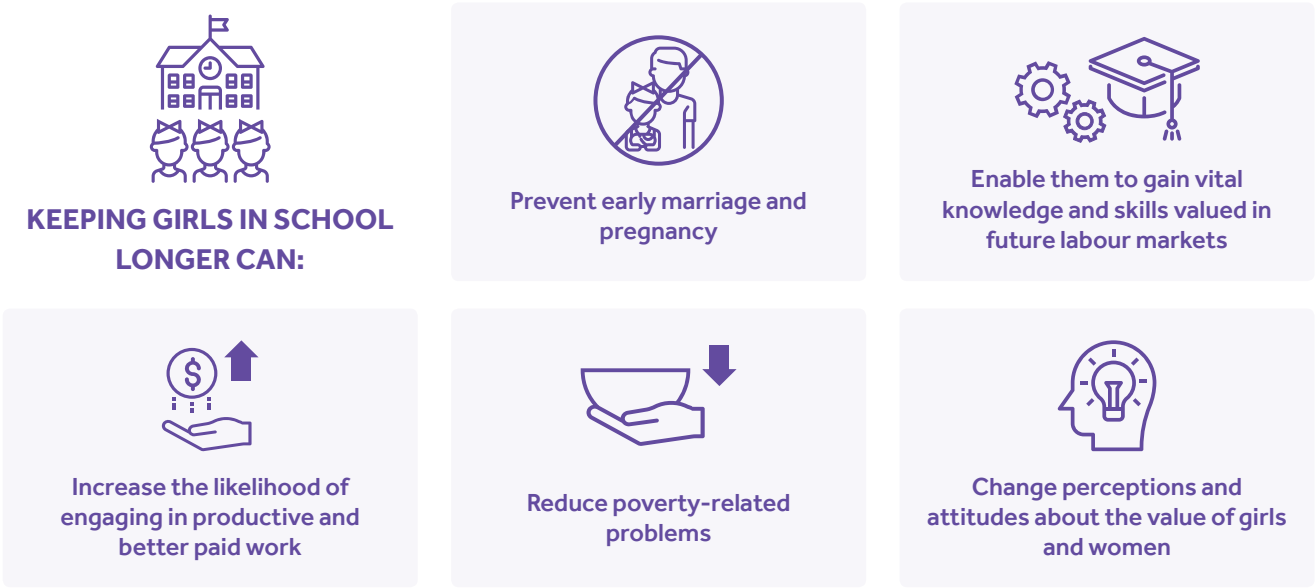 KEEPING GIRLS IN SCHOOL
LONGER CAN:
Prevent early marriage and
pregnancy
Enable them to gain vital
knowledge and skills valued in
future labour markets
$
Increase the likelihood of
engaging in productive and
better paid work
Reduce poverty-related
problems
Change perceptions and
attitudes about the value of girls
and women